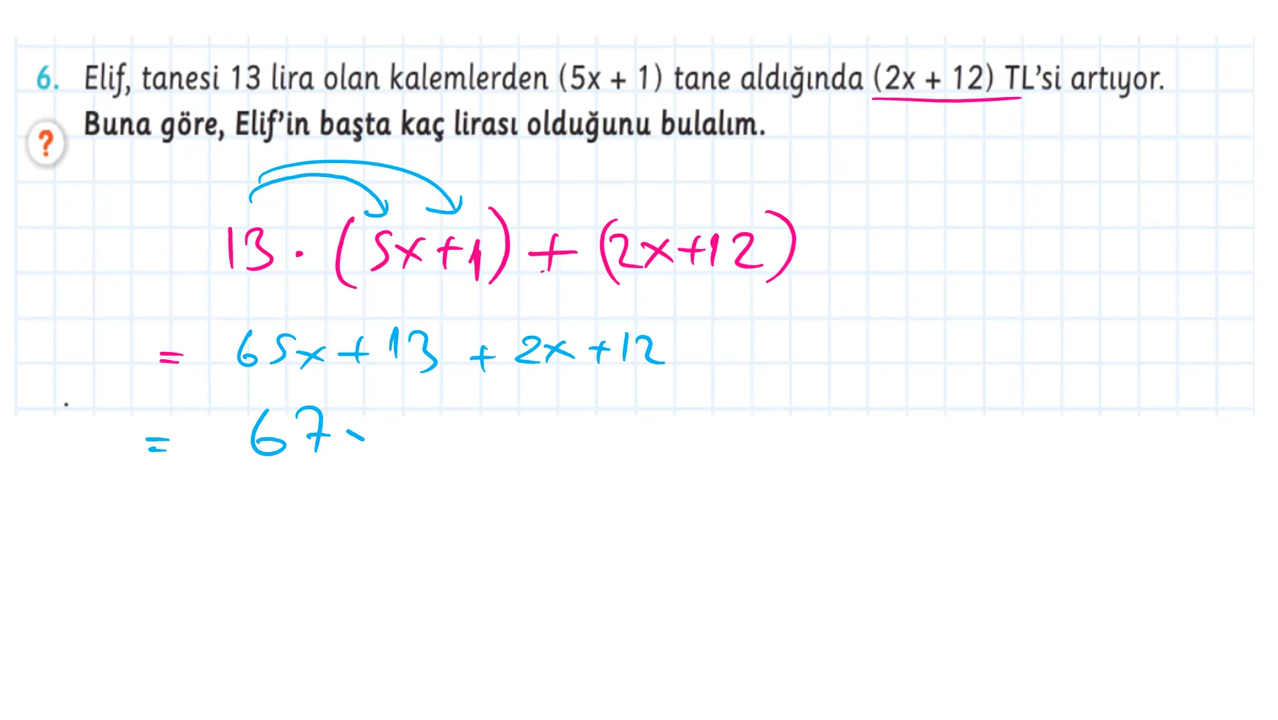 6. Elif, tanesi 13 lira olan kalemlerden (5x + 1) tane aldığında (2x + 12) TL'si artıyor.
? Buna göre, Elif'in başta kaç lirası olduğunu bulalım.
13 . (5x+1) + (2x+12)
= 65x + 13 + 2x + 12
= 67